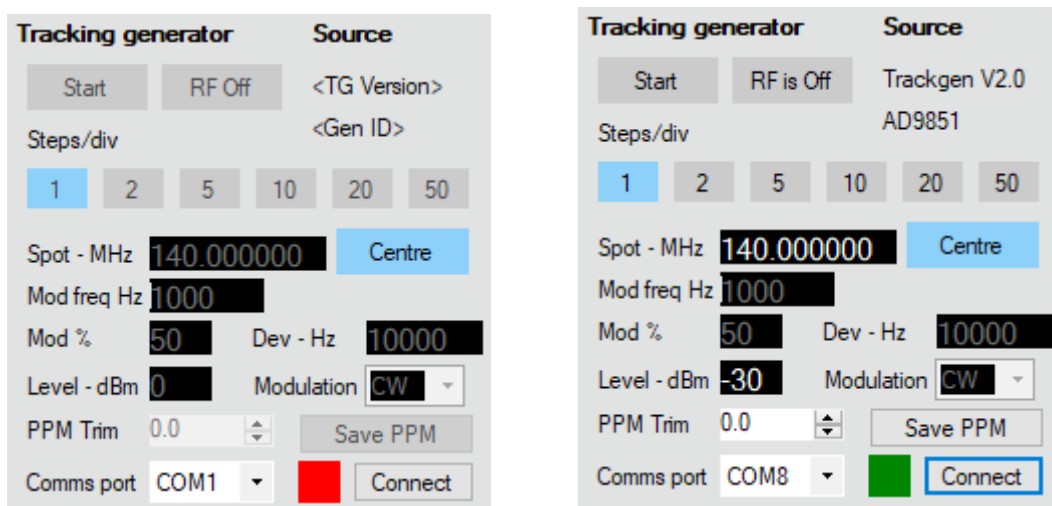 Tracking generator Source
Start RF Off <TG Version>
Steps/div <Gen ID>
1 2 5 10 20 50
Spot - MHz 140.000000 Centre
Mod freq Hz 1000
Mod % 50 Dev - Hz 10000
Level - dBm 0 Modulation CW
PPM Trim 0.0 Save PPM
Comms port COM1 Connect
Tracking generator Source
Start RF is Off Trackgen V2.0
Steps/div AD9851
1 2 5 10 20 50
Spot - MHz 140.000000 Centre
Mod freq Hz 1000
Mod % 50 Dev - Hz 10000
Level - dBm -30 Modulation CW
PPM Trim 0.0 Save PPM
Comms port COM8 Connect